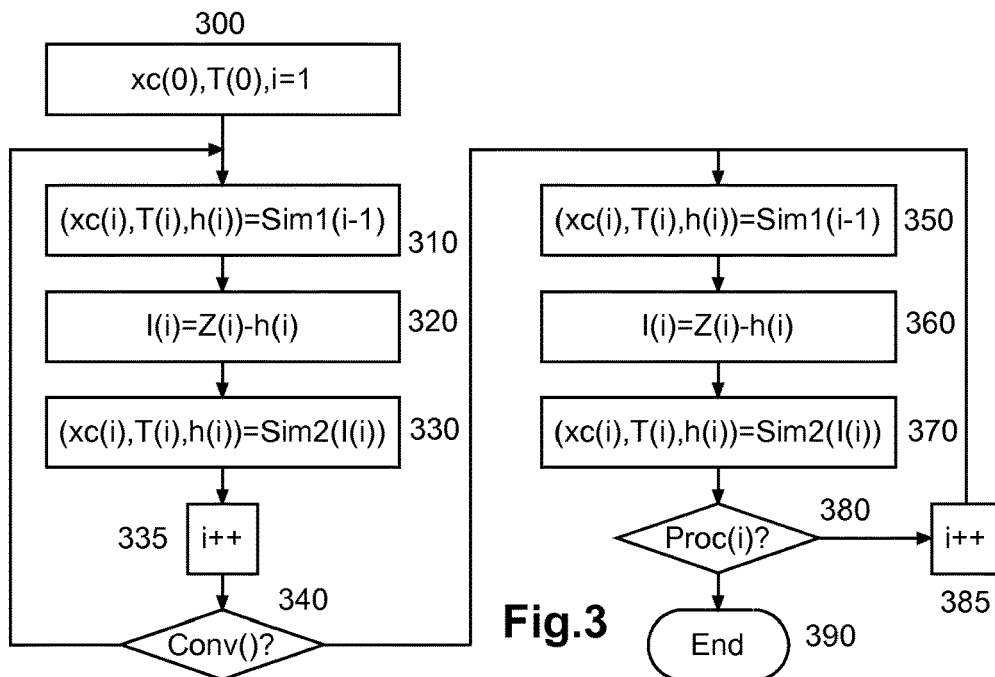 300
xc(0),T(0),i=1
(xc(i),T(i),h(i))=Sim1(i-1)
310
I(i)=Z(i)-h(i)
320
(xc(i),T(i),h(i))=Sim2(I(i))
330
335
i++
340
Conv()?
(xc(i),T(i),h(i))=Sim1(i-1)
350
I(i)=Z(i)-h(i)
360
(xc(i),T(i),h(i))=Sim2(I(i))
370
380
Proc(i)?
i++
385
Fig.3
End
390